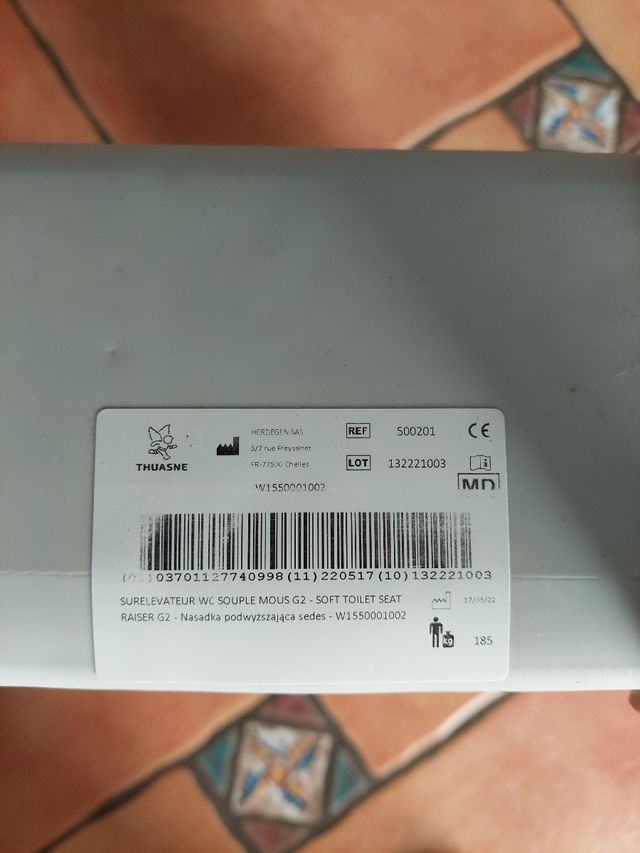 THUASNE
HERDEGEN SAS
5/7 rue Freyssinet
FR-77500 Chelles
REF 500201
LOT 132221003
CE
MD
W1550001002
03701127740998(11)220517(10)132221003
SURELEVATEUR WC SOUPLE MOUS G2 - SOFT TOILET SEAT
RAISER G2 - Nasadka podwyższająca sedes - W1550001002
17/05/22
kg 185